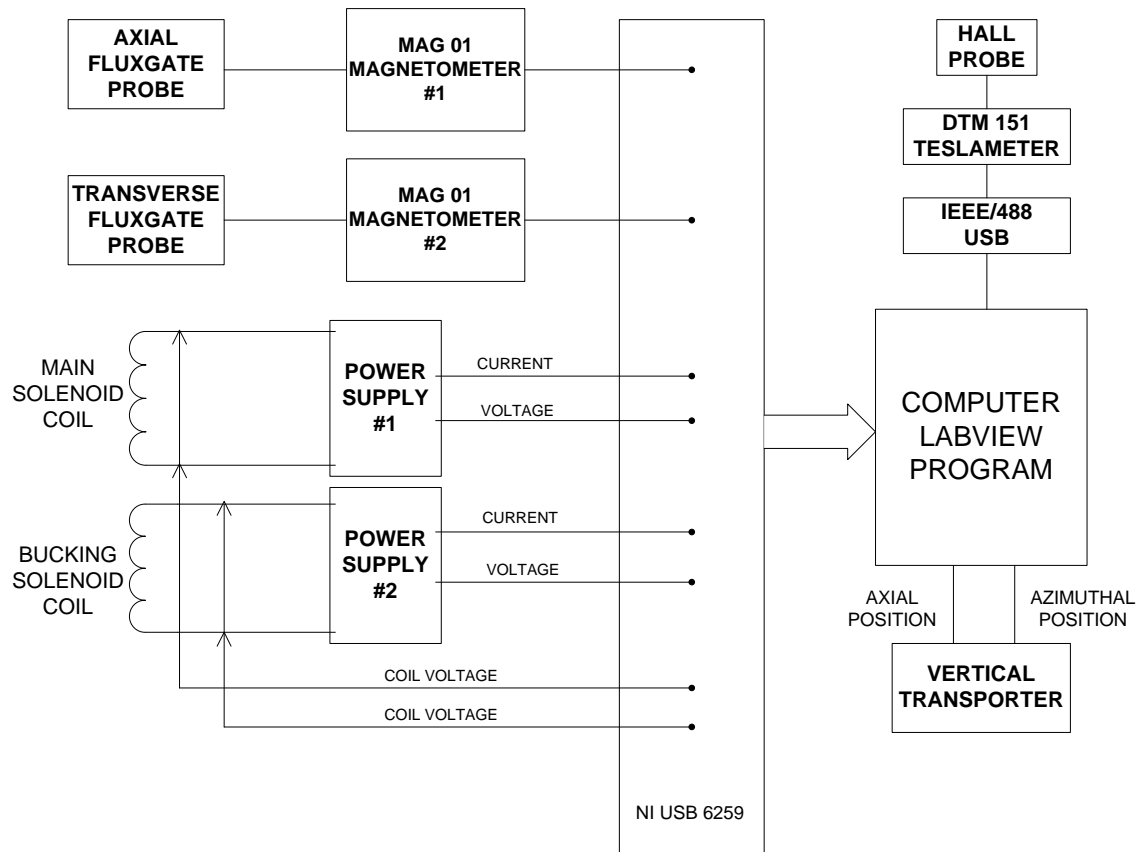 AXIAL
FLUXGATE
PROBE
MAG 01
MAGNETOMETER
#1
HALL
PROBE
DTM 151
TESLAMETER
TRANSVERSE
FLUXGATE
PROBE
MAG 01
MAGNETOMETER
#2
IEEE/488
USB
MAIN
SOLENOID
COIL
POWER
SUPPLY
#1
CURRENT
VOLTAGE
COMPUTER
LABVIEW
PROGRAM
BUCKING
SOLENOID
COIL
POWER
SUPPLY
#2
CURRENT
VOLTAGE
AXIAL
POSITION
AZIMUTHAL
POSITION
VERTICAL
TRANSPORTER
COIL VOLTAGE
COIL VOLTAGE
NI USB 6259